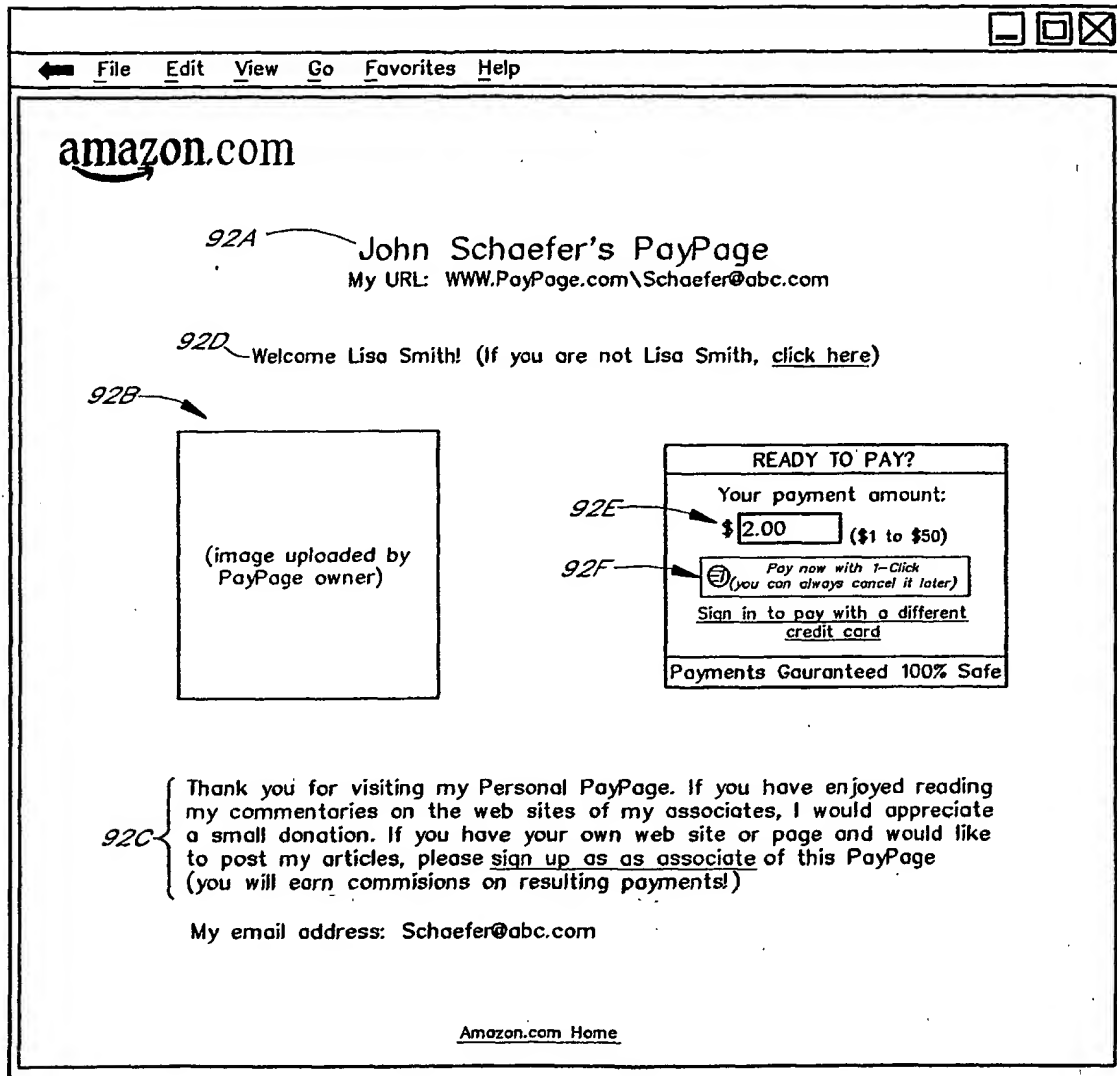 File Edit View Go Favorites Help
amazon.com
92A
John Schaefer's PayPage
My URL: WWW.PayPage.com\Schaefer@abc.com
92D
Welcome Lisa Smith! (If you are not Lisa Smith, click here)
92B
(image uploaded by
PayPage owner)
READY TO PAY?
Your payment amount:
92E
$ 2.00 ($1 to $50)
92F
Pay now with 1-Click
(you can always cancel it later)
Sign in to pay with a different
credit card
Payments Gauranteed 100% Safe
92C
Thank you for visiting my Personal PayPage. If you have enjoyed reading
my commentaries on the web sites of my associates, I would appreciate
a small donation. If you have your own web site or page and would like
to post my articles, please sign up as as associate of this PayPage
(you will earn commisions on resulting payments!)
My email address: Schaefer@abc.com
Amazon.com Home